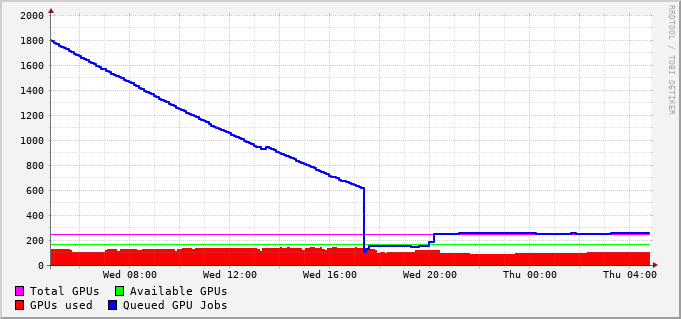 2000
1800
1600
1400
1200
1000
800
600
400
200
0
Wed 08:00 Wed 12:00 Wed 16:00 Wed 20:00 Thu 00:00 Thu 04:00
Total GPUs Available GPUs
GPUs used Queued GPU Jobs
RRDTOOL / TOBI OETIKER